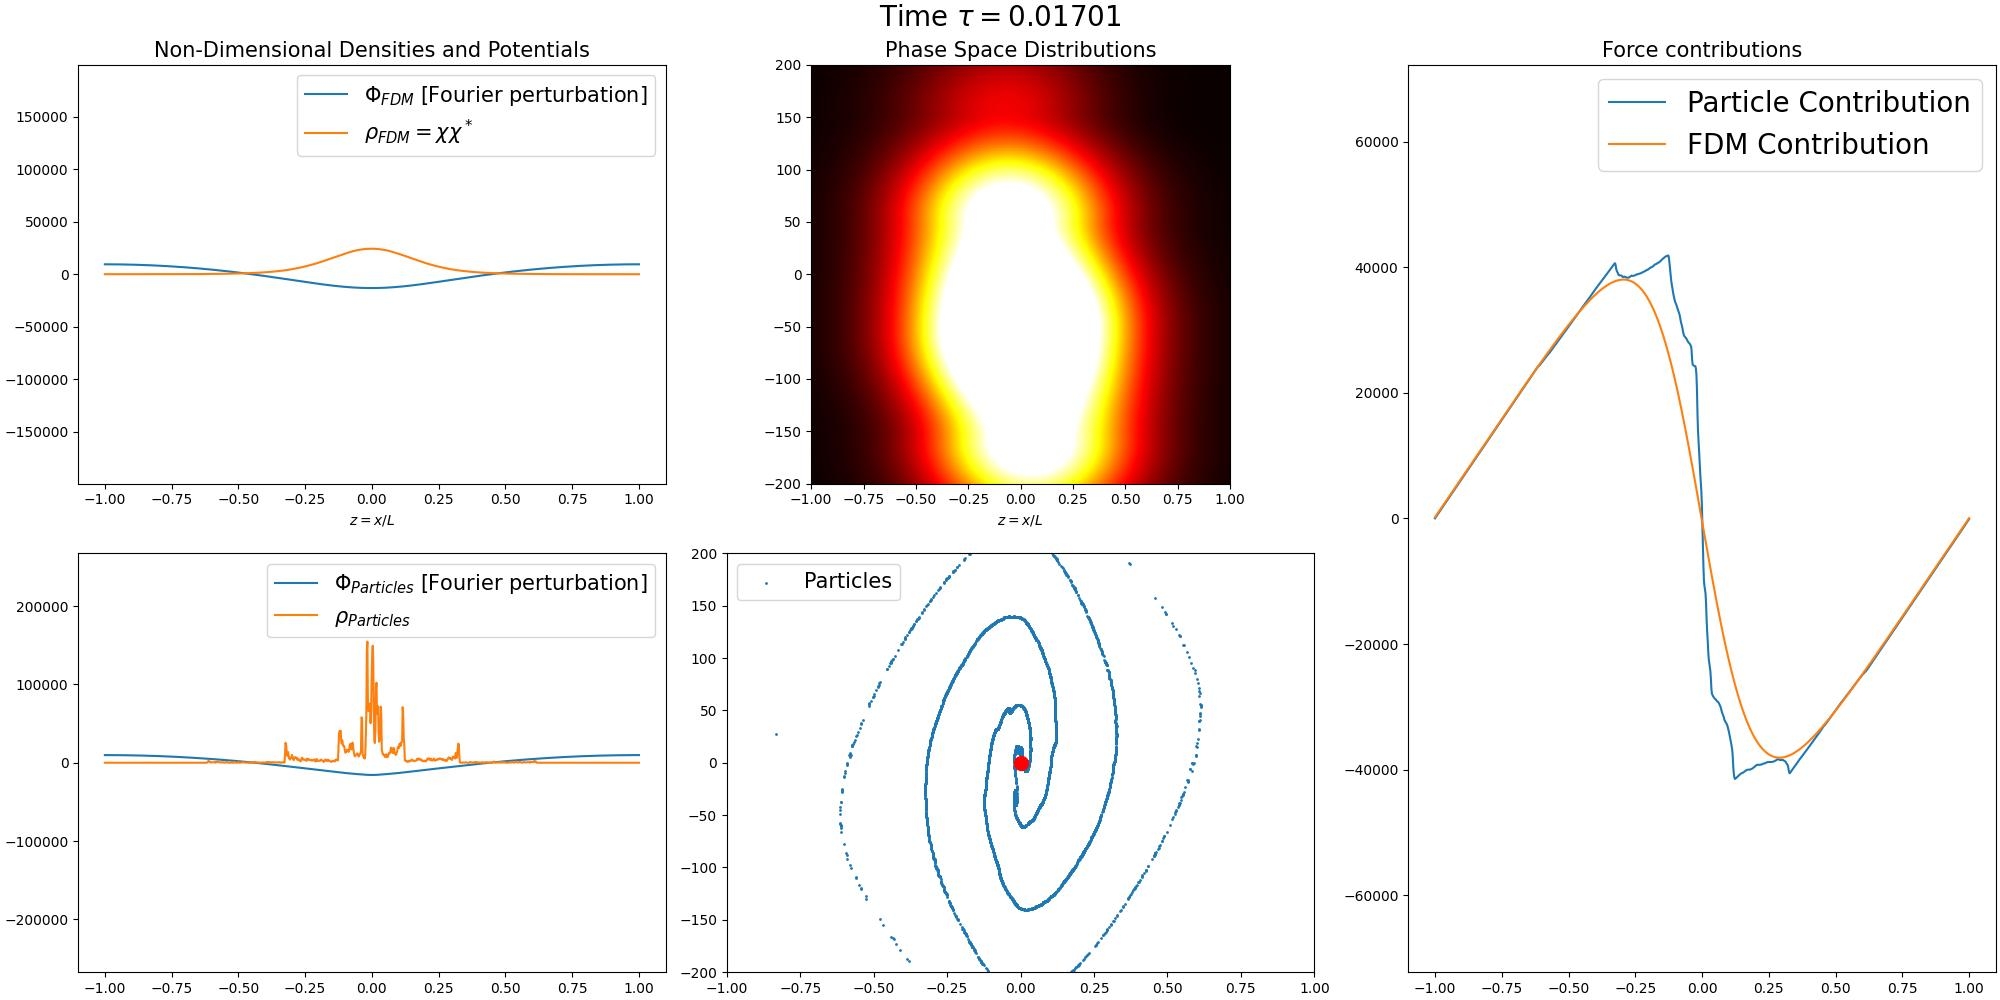 Time τ = 0.01701
Non-Dimensional Densities and Potentials
Φ_FDM [Fourier perturbation]
ρ_FDM = χχ*
150000
100000
50000
0
−50000
−100000
−150000
−1.00 −0.75 −0.50 −0.25 0.00 0.25 0.50 0.75 1.00
z = x/L
Phase Space Distributions
200
150
100
50
0
−50
−100
−150
−200
−1.00 −0.75 −0.50 −0.25 0.00 0.25 0.50 0.75 1.00
z = x/L
Force contributions
Particle Contribution
FDM Contribution
60000
40000
20000
0
−20000
−40000
−60000
−1.00 −0.75 −0.50 −0.25 0.00 0.25 0.50 0.75 1.00
Φ_Particles [Fourier perturbation]
ρ_Particles
200000
100000
0
−100000
−200000
−1.00 −0.75 −0.50 −0.25 0.00 0.25 0.50 0.75 1.00
Particles
200
150
100
50
0
−50
−100
−150
−200
−1.00 −0.75 −0.50 −0.25 0.00 0.25 0.50 0.75 1.00